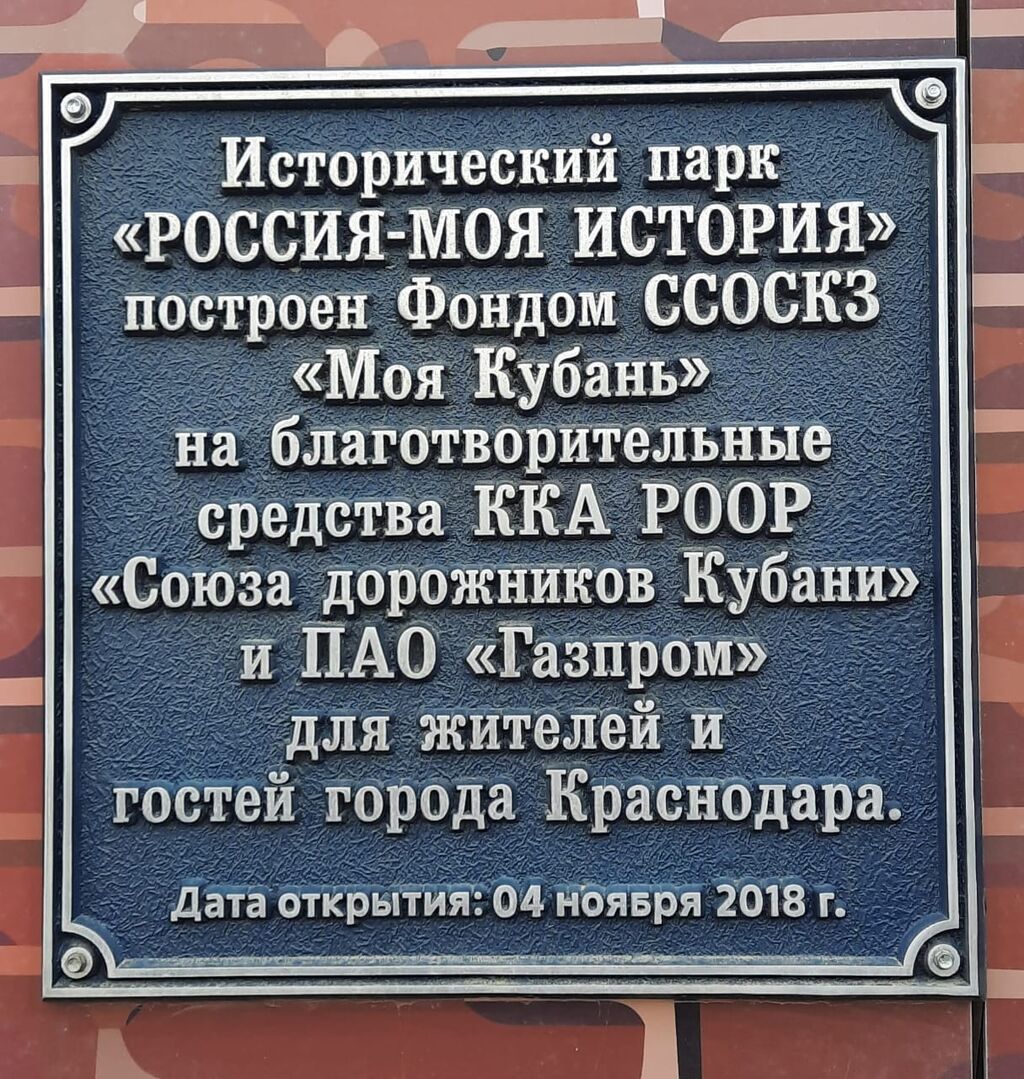 Исторический парк
«РОССИЯ-МОЯ ИСТОРИЯ»
построен Фондом ССОСКЗ
«Моя Кубань»
на благотворительные
средства ККА РООР
«Союза дорожников Кубани»
и ПАО «Газпром»
для жителей и
гостей города Краснодара.
Дата открытия: 04 ноября 2018 г.